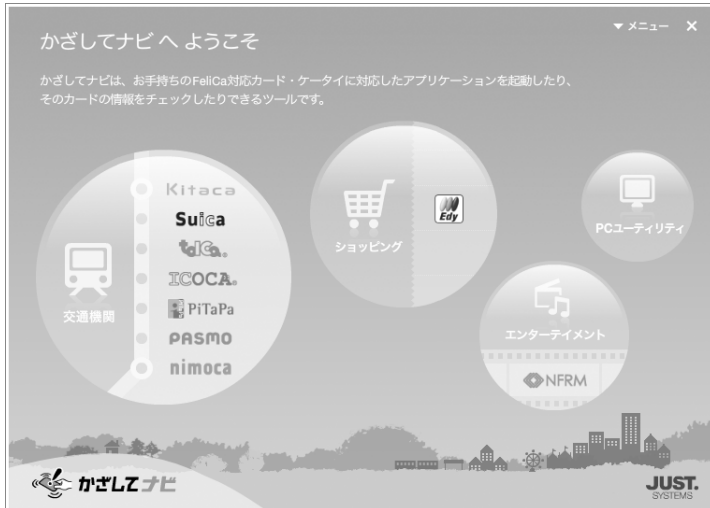 かざしてナビ へ ようこそ
▼ メニュー ×
かざしてナビは、お手持ちのFeliCa対応カード・ケータイに対応したアプリケーションを起動したり、
そのカードの情報をチェックしたりできるツールです。
交通機関
Kitaca
Suica
toICa.
ICOCA.
PiTaPa
PASMO
nimoca
ショッピング
Edy
PCユーティリティ
エンターテイメント
NFRM
かざしてナビ
JUST.
SYSTEMS